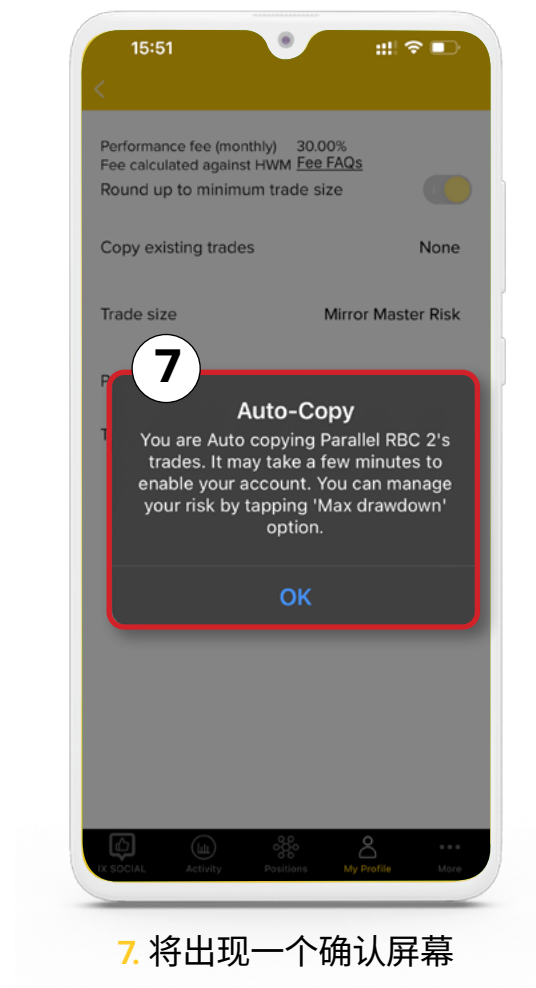 15:51
Performance fee (monthly) 30.00%
Fee calculated against HWM Fee FAQs
Round up to minimum trade size
Copy existing trades None
Trade size Mirror Master Risk
7
P
T
Auto-Copy
You are Auto copying Parallel RBC 2's
trades. It may take a few minutes to
enable your account. You can manage
your risk by tapping 'Max drawdown'
option.
OK
IX SOCIAL Activity Positions My Profile More
7. 将出现一个确认屏幕